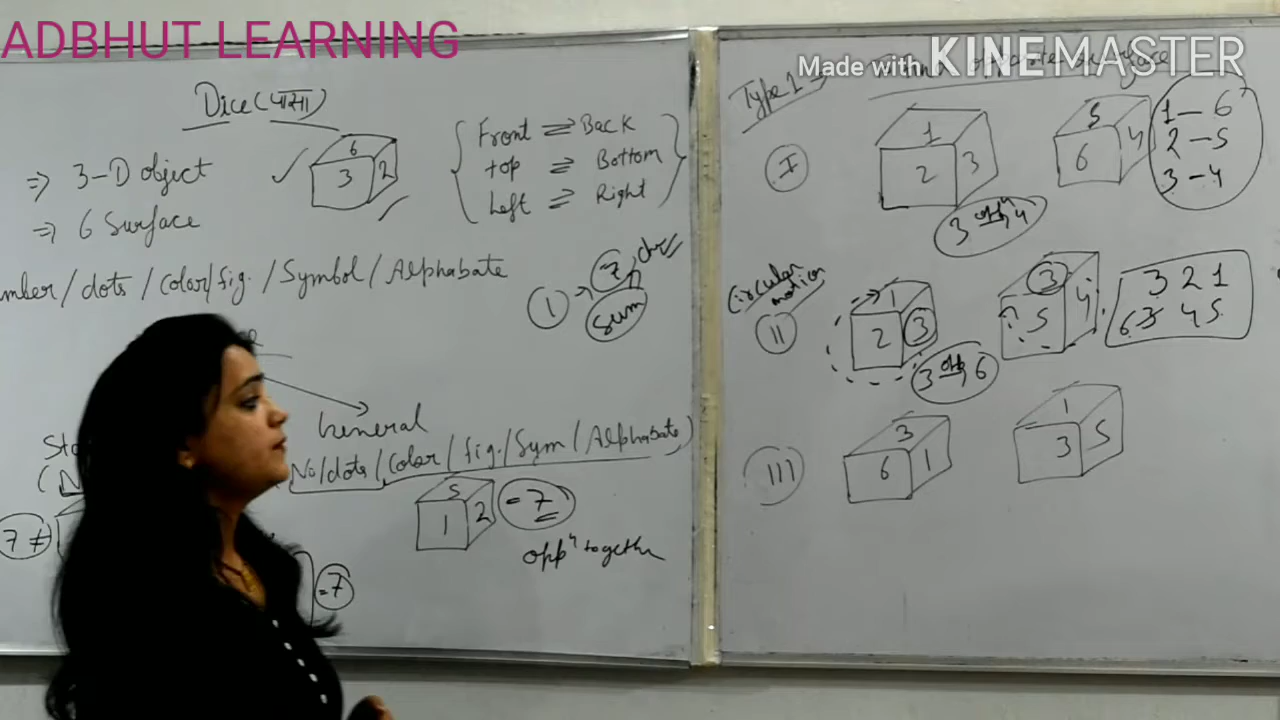 ADBHUT LEARNING
Made with KINEMASTER
Dice (पासा)
⇒ 3-D object
⇒ 6 Surface
6
3 2
Front ⇌ Back
top ⇌ Bottom
Left ⇌ Right
mber/dots/Color/fig./Symbol/Alphabate
1 → 7
Sum
General
No/dots/Color/fig./Sym/Alphabate)
7 ≠
= 7
5
1 2
= 7
oppⁿ together
Type 1
I
1
2 3
5
6 4
1 – 6
2 – 5
3 – 4
3 oppⁿ 4
Circular motion
II
1
2 3
3
5 4
3 2 1
6 3 4 5
3 opp 6
III
3
6 1
1
3 5